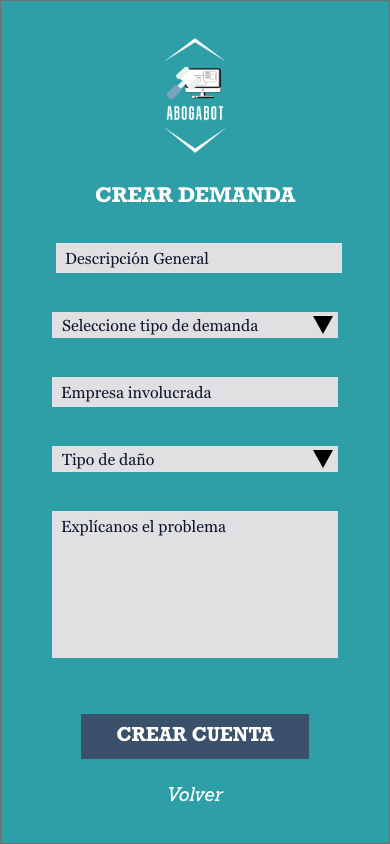 ABOGABOT
CREAR DEMANDA
Descripción General
Seleccione tipo de demanda
Empresa involucrada
Tipo de daño
Explícanos el problema
CREAR CUENTA
Volver